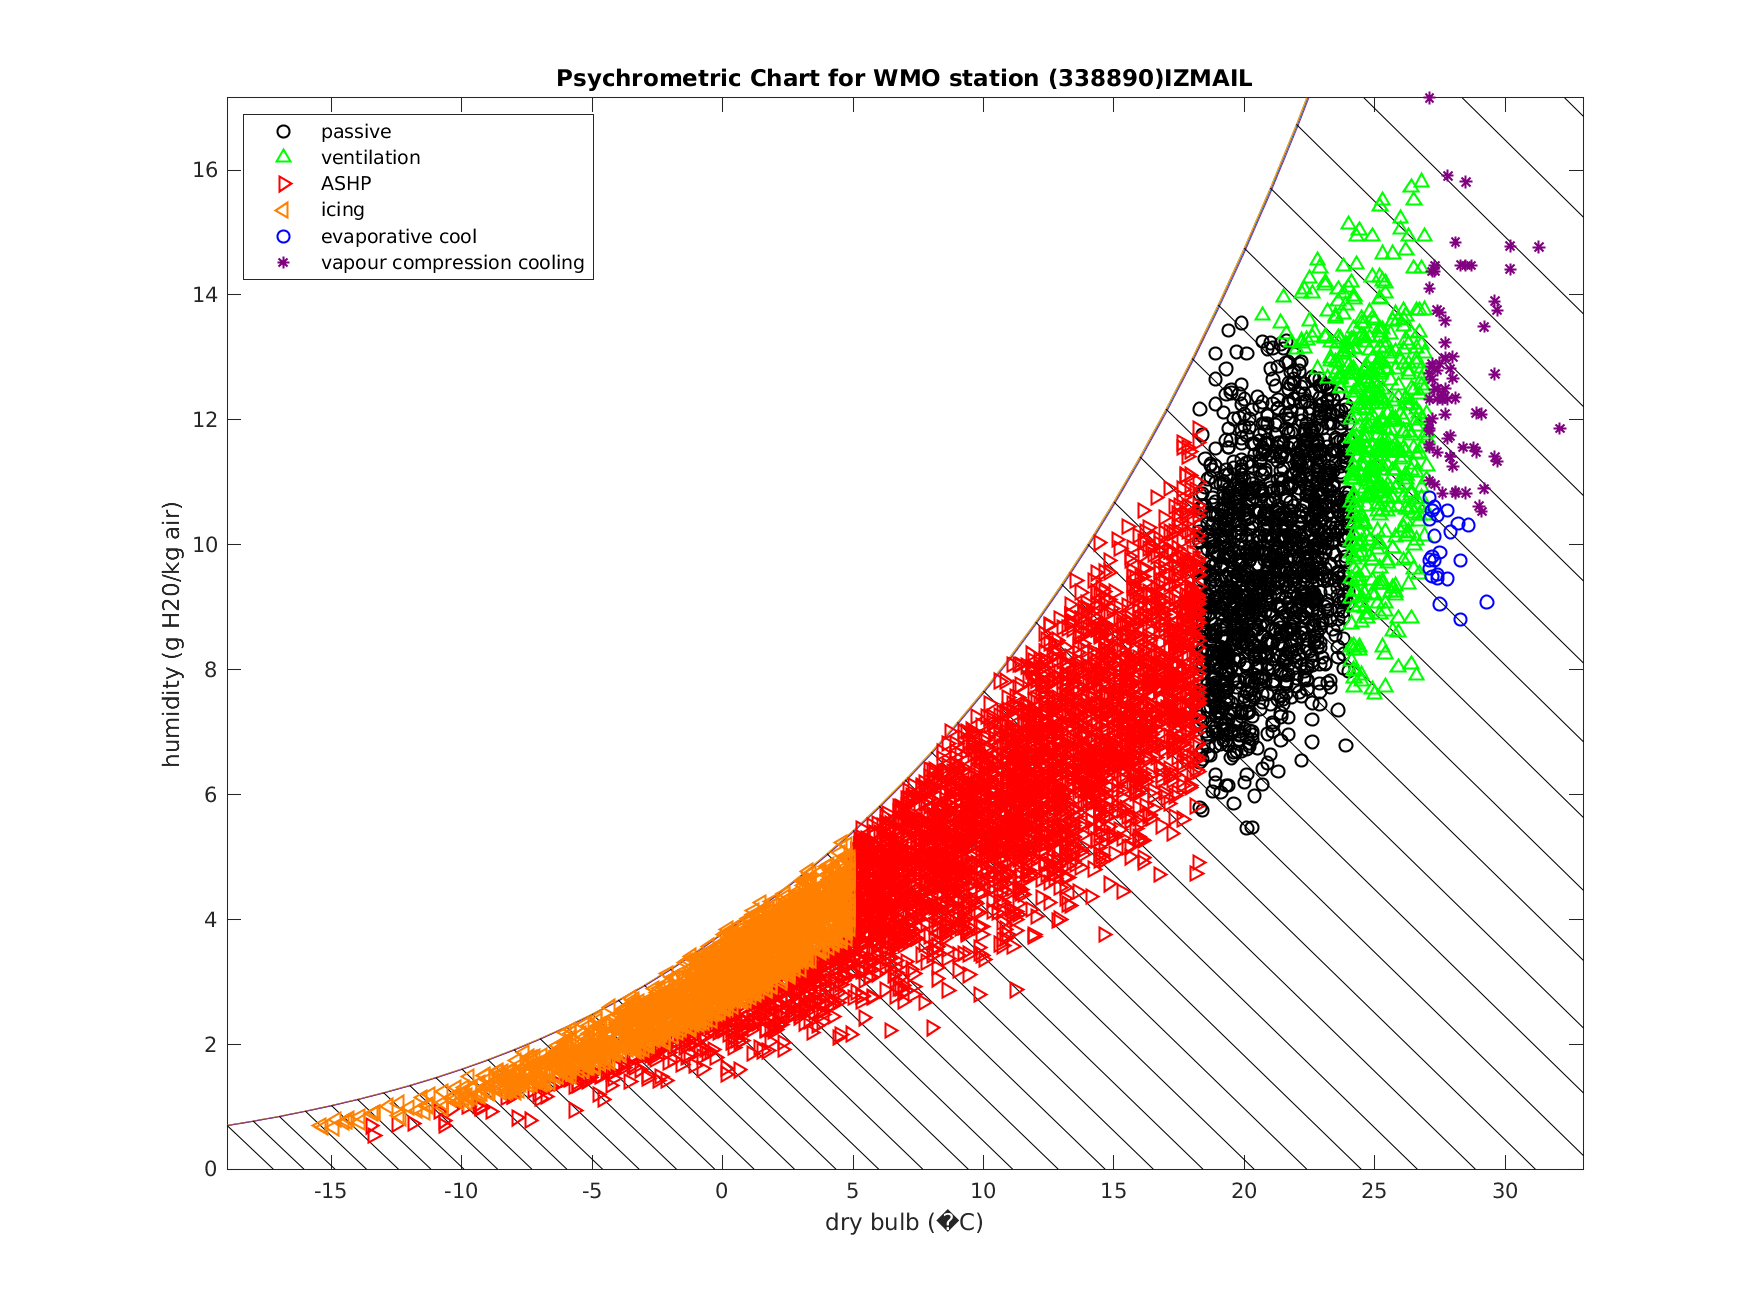 Psychrometric Chart for WMO station (338890)IZMAIL
passive
ventilation
ASHP
icing
evaporative cool
vapour compression cooling
humidity (g H20/kg air)
16
14
12
10
8
6
4
2
0
-15 -10 -5 0 5 10 15 20 25 30
dry bulb (�C)